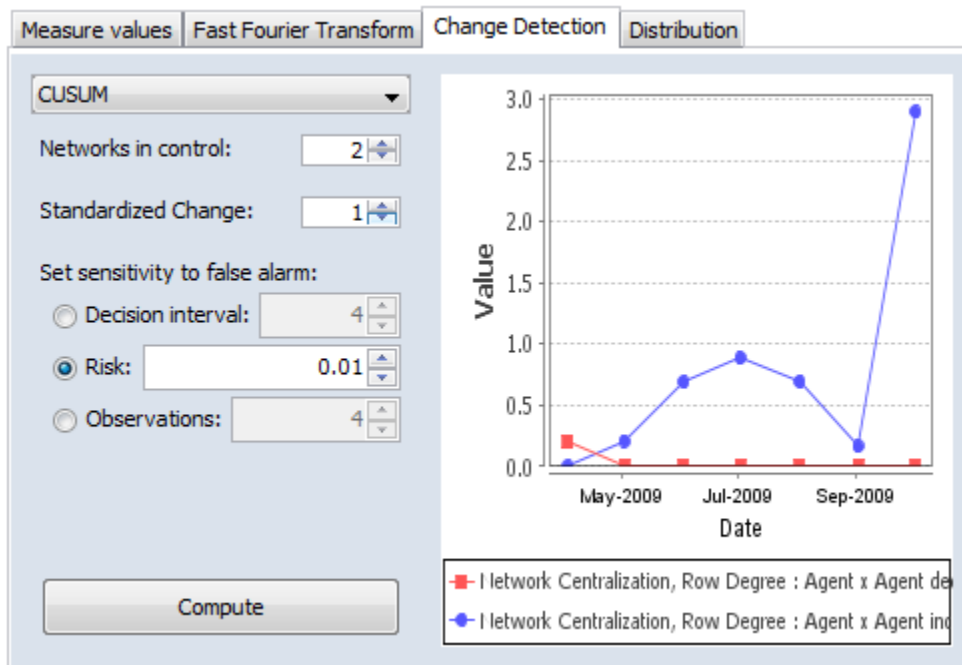 Measure values Fast Fourier Transform Change Detection Distribution
CUSUM
Networks in control: 2
Standardized Change: 1
Set sensitivity to false alarm:
Decision interval: 4
Risk: 0.01
Observations: 4
Compute
3.0
2.5
2.0
1.5
1.0
0.5
0.0
Value
May-2009 Jul-2009 Sep-2009
Date
Network Centralization, Row Degree : Agent x Agent de
Network Centralization, Row Degree : Agent x Agent inc